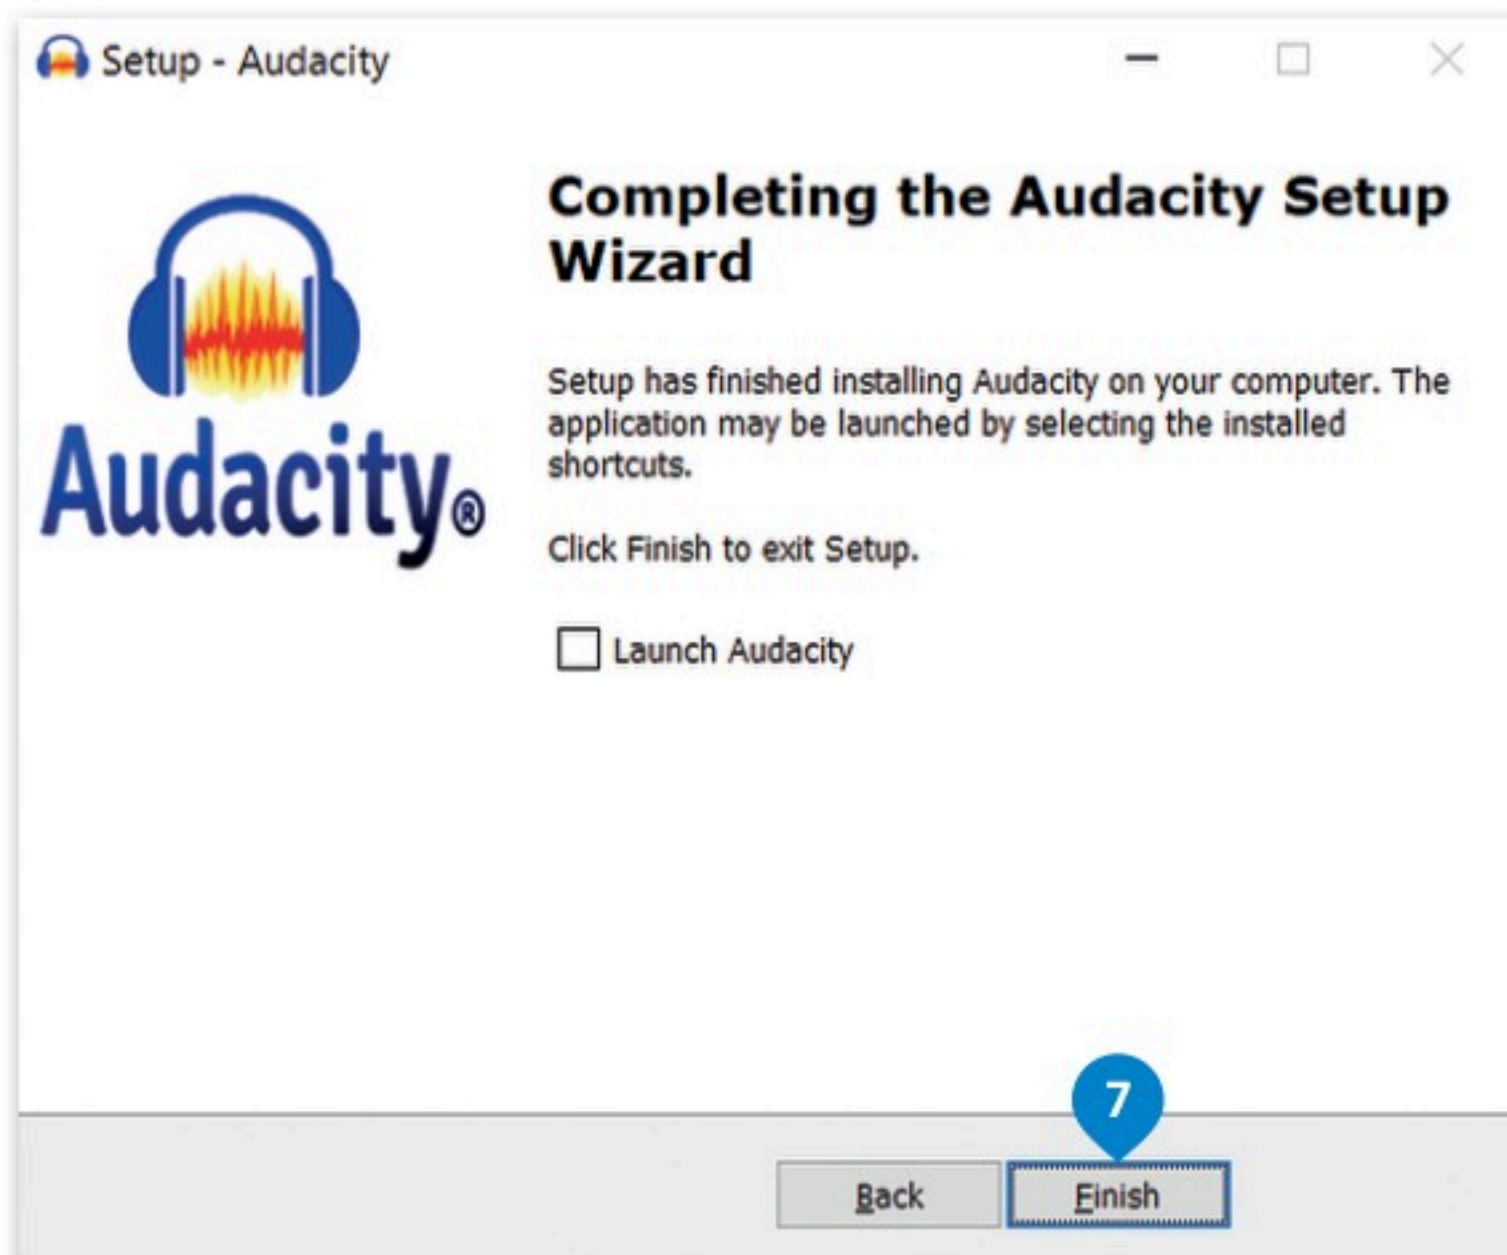 Setup - Audacity
Completing the Audacity Setup
Wizard
Audacity®
Setup has finished installing Audacity on your computer. The
application may be launched by selecting the installed
shortcuts.
Click Finish to exit Setup.
Launch Audacity
7
Back
Finish